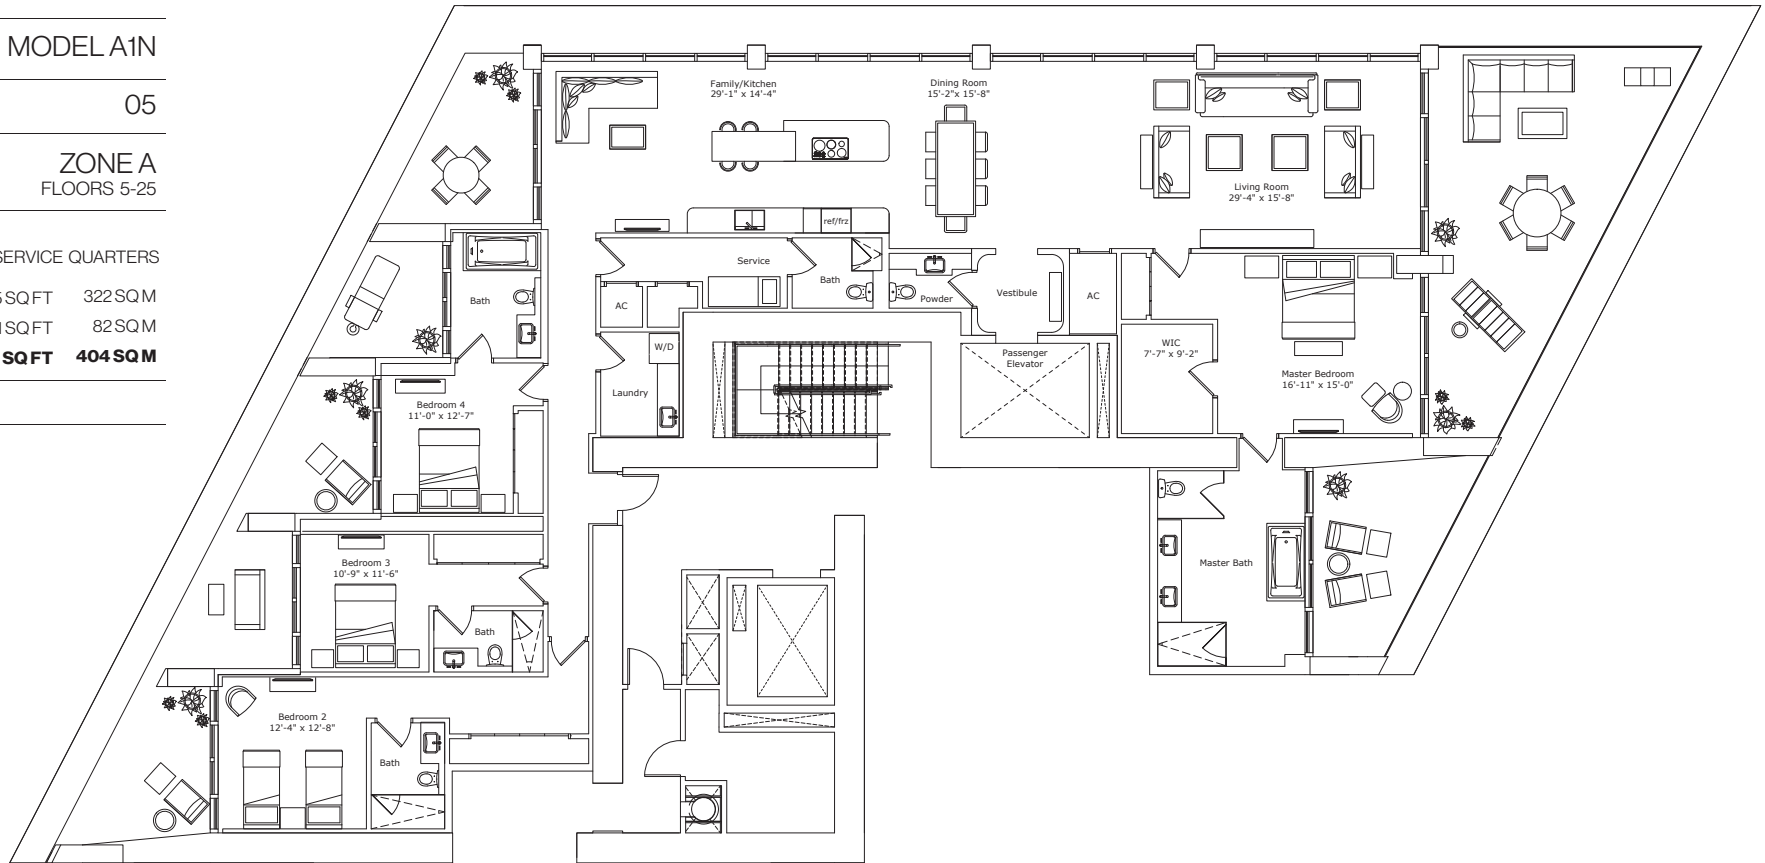 MODEL A1N
05
ZONE A
FLOORS 5-25
SERVICE QUARTERS
SQ FT 322 SQ M
SQ FT 82 SQ M
SQ FT 404 SQ M
Family/Kitchen
29'-1" x 14'-4"
Dining Room
15'-2"x 15'-8"
Living Room
29'-4" x 15'-8"
ref/frz
Service
Bath
Powder
Vestibule
AC
AC
Bath
W/D
Laundry
Passenger
Elevator
WIC
7'-7" x 9'-2"
Master Bedroom
16'-11" x 15'-0"
Bedroom 4
11'-0" x 12'-7"
Bedroom 3
10'-9" x 11'-6"
Bath
Master Bath
Bedroom 2
12'-4" x 12'-8"
Bath